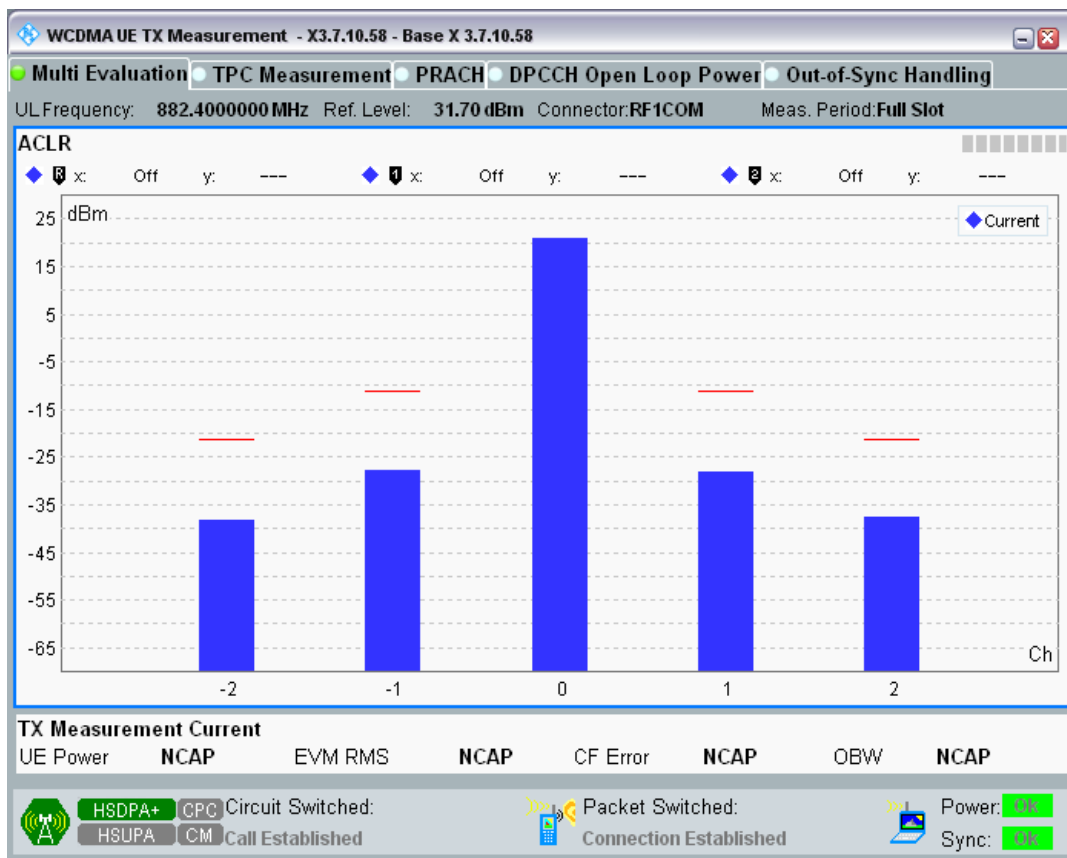 WCDMA UE TX Measurement - X3.7.10.58 - Base X 3.7.10.58
Multi Evaluation TPC Measurement PRACH DPCCH Open Loop Power Out-of-Sync Handling
UL Frequency: 882.4000000 MHz Ref. Level: 31.70 dBm Connector:RF1COM Meas. Period:Full Slot
ACLR
R x: Off y: --- 1 x: Off y: --- 2 x: Off y: ---
dBm
Current
25
15
5
-5
-15
-25
-35
-45
-55
-65
Ch
-2 -1 0 1 2
TX Measurement Current
UE Power NCAP EVM RMS NCAP CF Error NCAP OBW NCAP
HSDPA+ CPC Circuit Switched: Packet Switched: Power: Ok
HSUPA CM Call Established Connection Established Sync: Ok